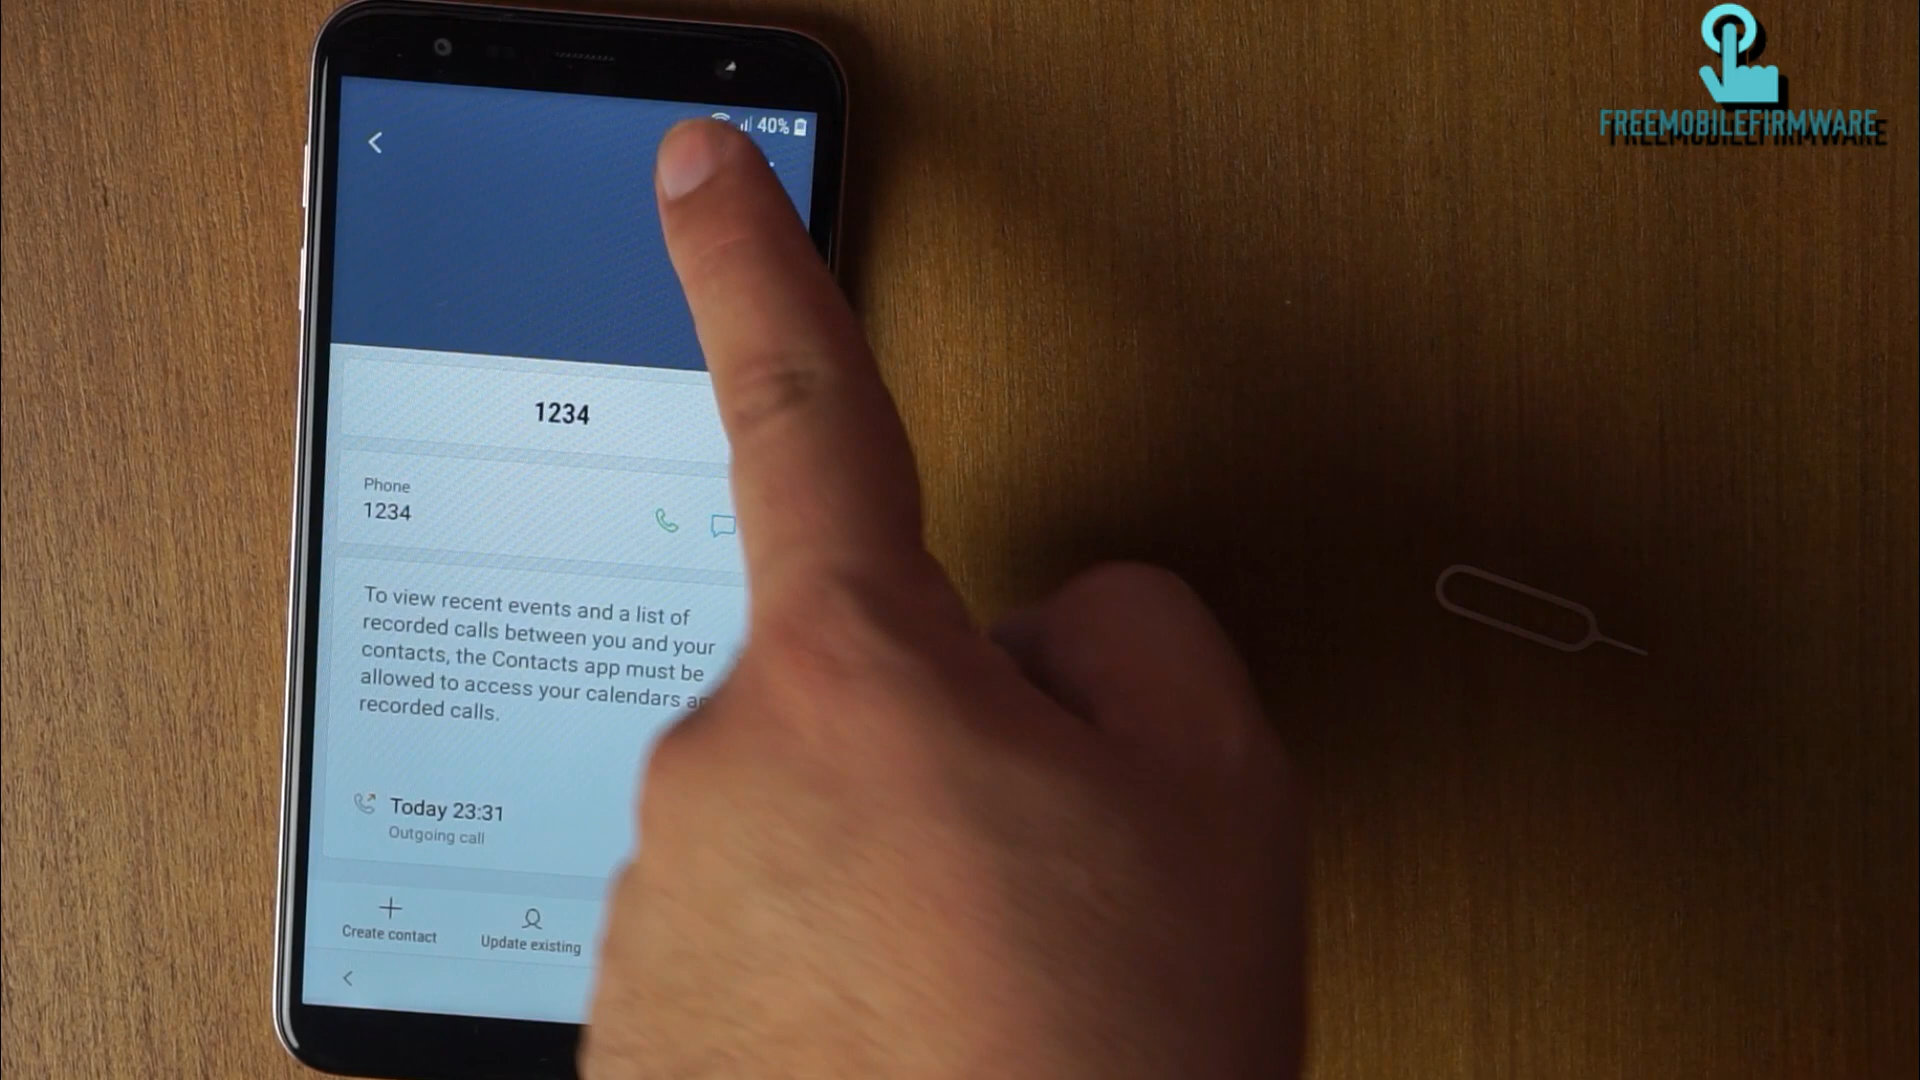 FREEMOBILEFIRMWARE
40%
1234
Phone
1234
To view recent events and a list of
recorded calls between you and your
contacts, the Contacts app must be
allowed to access your calendars
recorded calls.
Today 23:31
Outgoing call
Create contact
Update existing